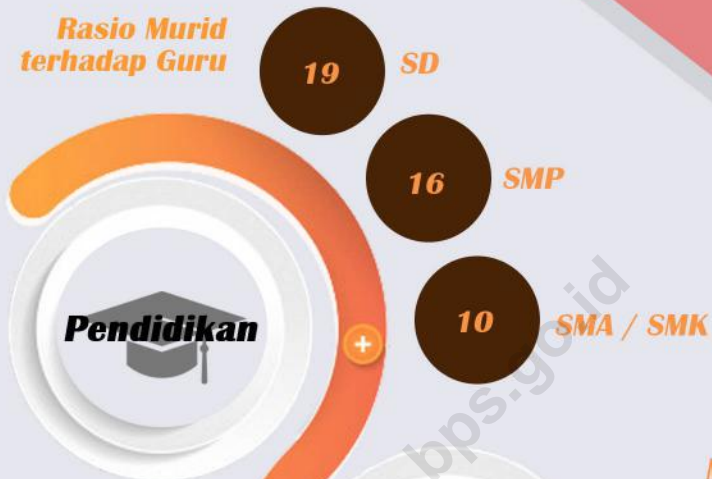 Rasio Murid
terhadap Guru
19 SD
16 SMP
10 SMA / SMK
Pendidikan
+
bps.go.id